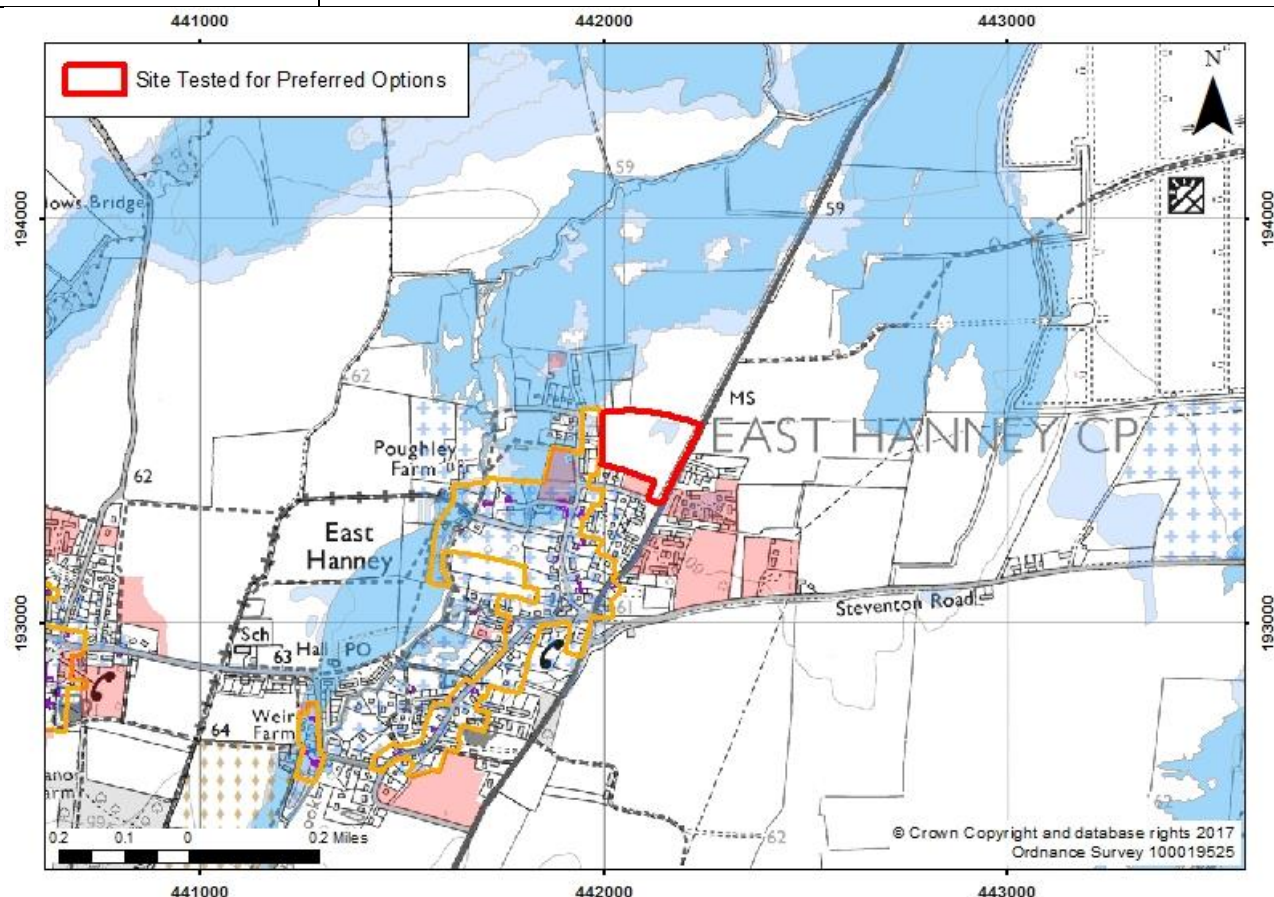 441000 442000 443000
Site Tested for Preferred Options
N
59
ows Bridge
194000 59 194000
62
MS
EAST HANNEY CP
Poughley
Farm
62
East
Hanney
Steventon Road
61
193000 193000
Sch
Hall PO
63
Weir
Farm
64
arm
62
62
0.2 0.1 0 0.2 Miles
© Crown Copyright and database rights 2017
Ordnance Survey 100019525
441000 442000 443000